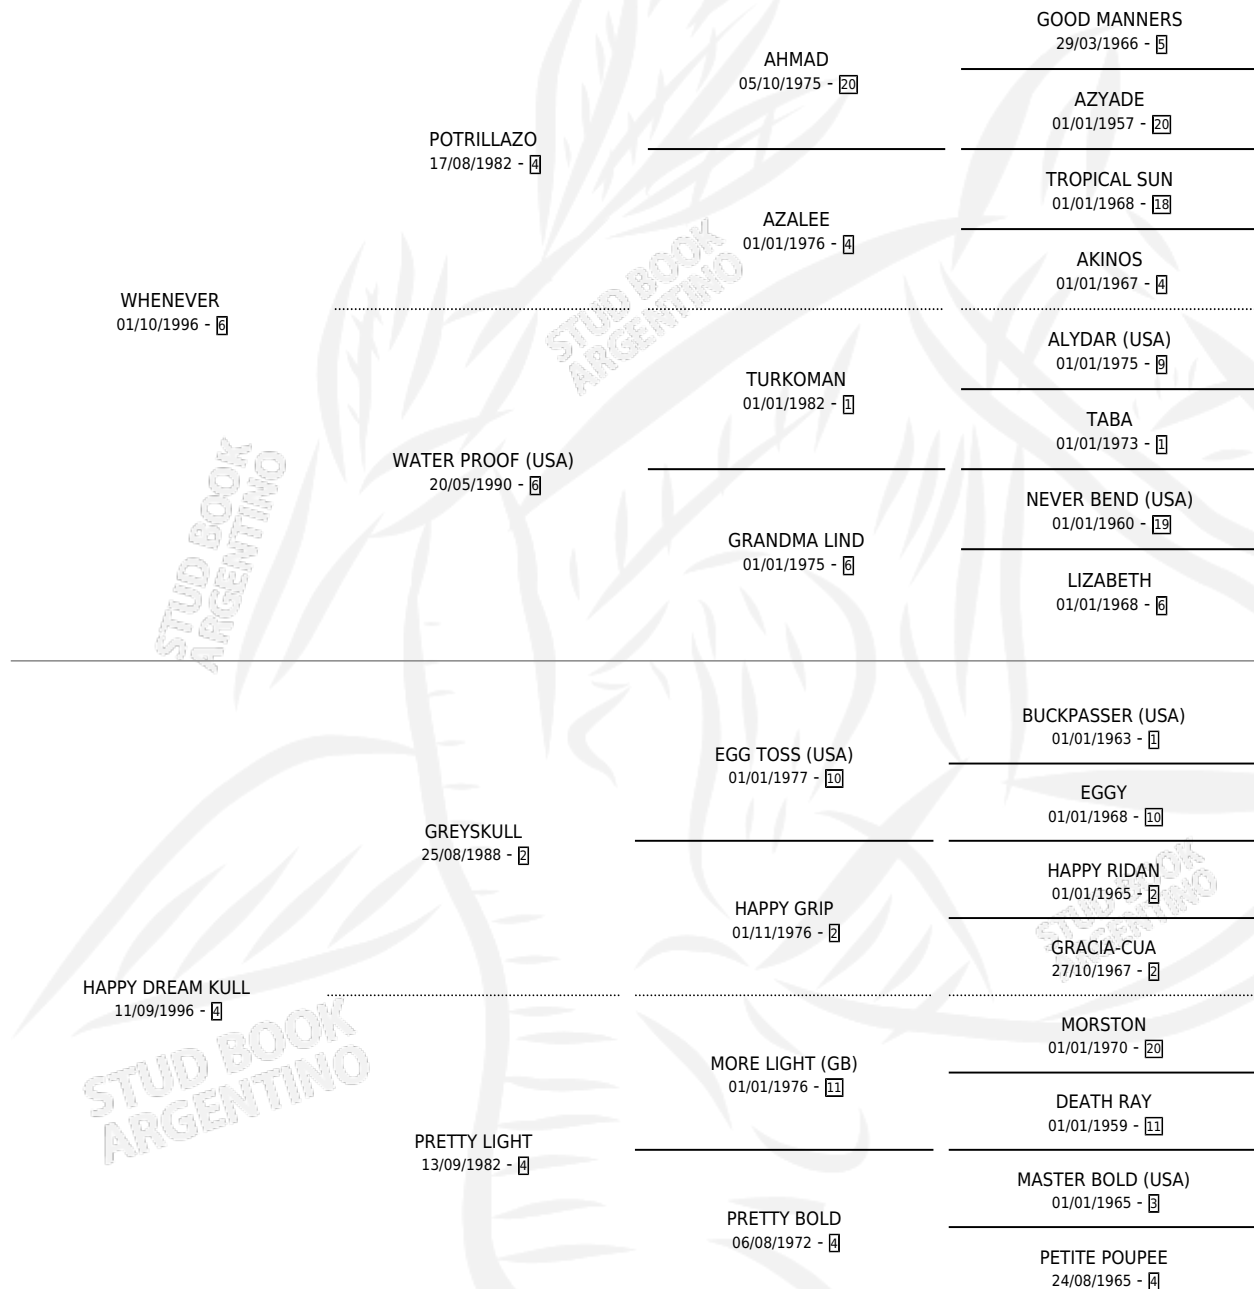 GOOD MANNERS
29/03/1966 - 5
AHMAD
05/10/1975 - 20
AZYADE
01/01/1957 - 20
POTRILLAZO
17/08/1982 - 4
TROPICAL SUN
01/01/1968 - 18
AZALEE
01/01/1976 - 4
AKINOS
01/01/1967 - 4
WHENEVER
01/10/1996 - 6
ALYDAR (USA)
01/01/1975 - 9
TURKOMAN
01/01/1982 - 1
TABA
01/01/1973 - 1
WATER PROOF (USA)
20/05/1990 - 6
NEVER BEND (USA)
01/01/1960 - 19
GRANDMA LIND
01/01/1975 - 6
LIZABETH
01/01/1968 - 6
STUD BOOK
ARGENTINO
STUD BOOK
ARGENTINO
BUCKPASSER (USA)
01/01/1963 - 1
EGG TOSS (USA)
01/01/1977 - 10
EGGY
01/01/1968 - 10
GREYSKULL
25/08/1988 - 2
HAPPY RIDAN
01/01/1965 - 2
HAPPY GRIP
01/11/1976 - 2
GRACIA-CUA
27/10/1967 - 2
STUD BOOK
ARGENTINO
HAPPY DREAM KULL
11/09/1996 - 4
STUD BOOK
ARGENTINO
MORSTON
01/01/1970 - 20
MORE LIGHT (GB)
01/01/1976 - 11
DEATH RAY
01/01/1959 - 11
PRETTY LIGHT
13/09/1982 - 4
MASTER BOLD (USA)
01/01/1965 - 3
PRETTY BOLD
06/08/1972 - 4
PETITE POUPEE
24/08/1965 - 4